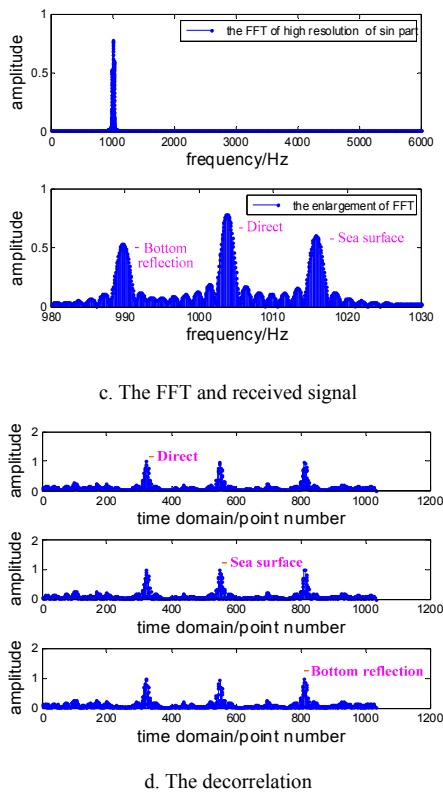 1
the FFT of high resolution of sin part
amplitude
0.5
0
0 1000 2000 3000 4000 5000 6000
frequency/Hz
1
the enlargement of FFT
- Direct
- Sea surface
- Bottom
reflection
amplitude
0.5
0
980 990 1000 1010 1020 1030
frequency/Hz
c. The FFT and received signal
2
- Direct
amplitude
1
0
0 200 400 600 800 1000 1200
time domain/point number
2
- Sea surface
amplitude
1
0
0 200 400 600 800 1000 1200
time domain/point number
2
- Bottom reflection
amplitude
1
0
0 200 400 600 800 1000 1200
time domain/point number
d. The decorrelation